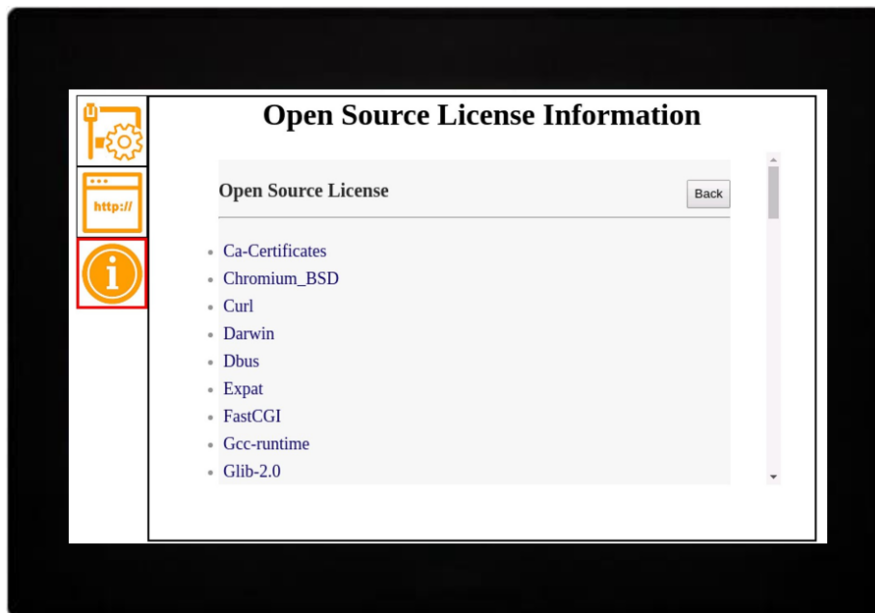 Open Source License Information
Open Source License
Back
http://
i
Ca-Certificates
Chromium_BSD
Curl
Darwin
Dbus
Expat
FastCGI
Gcc-runtime
Glib-2.0